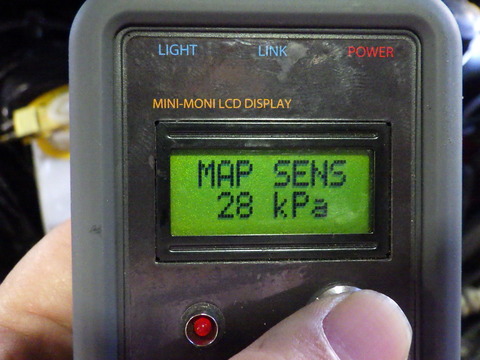 LIGHT LINK POWER
MINI-MONI LCD DISPLAY
MAP SENS
28 kPa